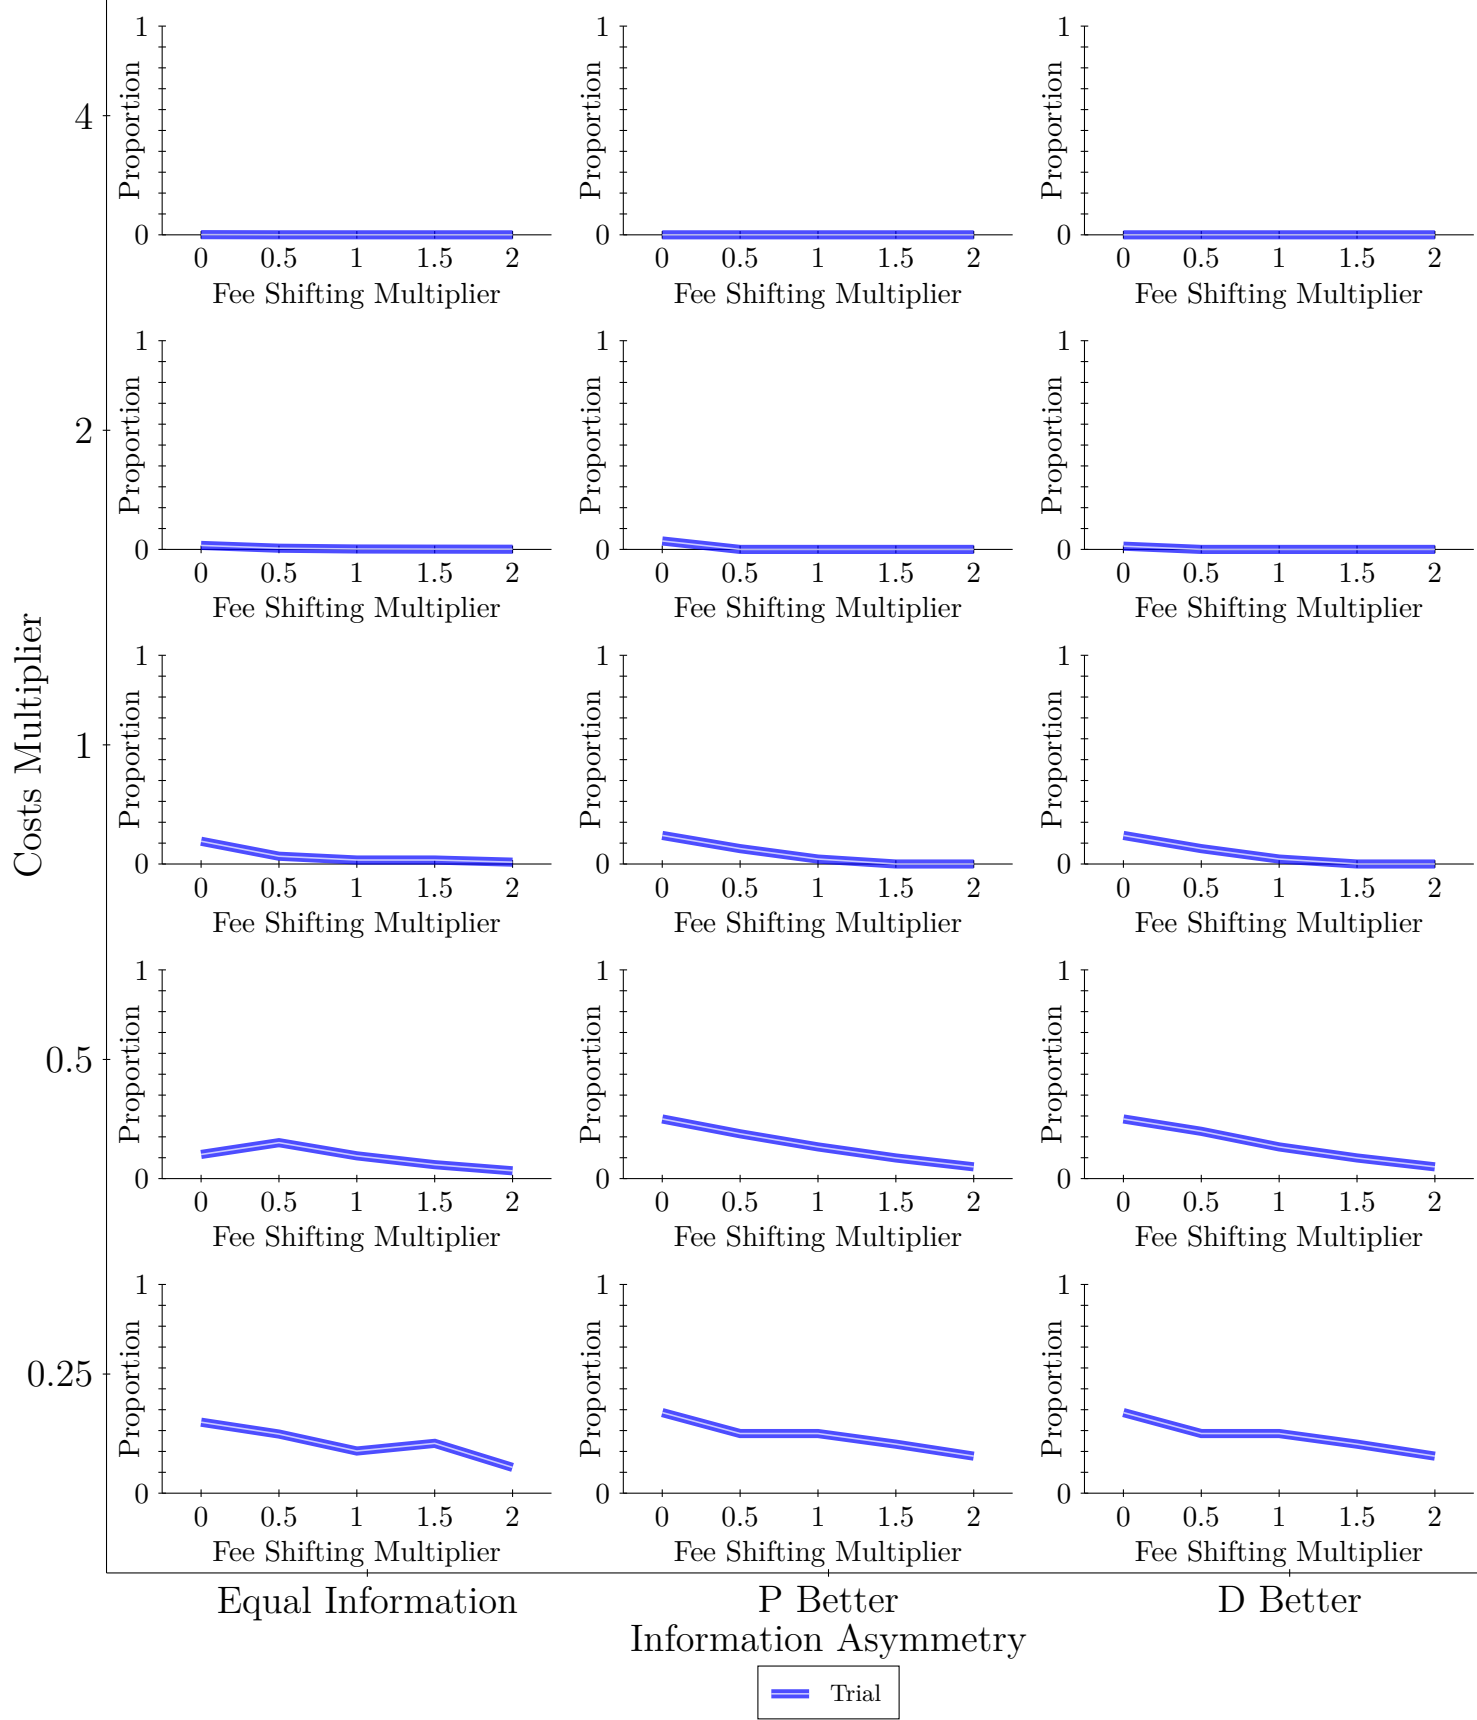 Costs Multiplier
4
1
Proportion
0
0 0.5 1 1.5 2
Fee Shifting Multiplier
1
Proportion
0
0 0.5 1 1.5 2
Fee Shifting Multiplier
1
Proportion
0
0 0.5 1 1.5 2
Fee Shifting Multiplier
2
1
Proportion
0
0 0.5 1 1.5 2
Fee Shifting Multiplier
1
Proportion
0
0 0.5 1 1.5 2
Fee Shifting Multiplier
1
Proportion
0
0 0.5 1 1.5 2
Fee Shifting Multiplier
1
1
Proportion
0
0 0.5 1 1.5 2
Fee Shifting Multiplier
1
Proportion
0
0 0.5 1 1.5 2
Fee Shifting Multiplier
1
Proportion
0
0 0.5 1 1.5 2
Fee Shifting Multiplier
0.5
1
Proportion
0
0 0.5 1 1.5 2
Fee Shifting Multiplier
1
Proportion
0
0 0.5 1 1.5 2
Fee Shifting Multiplier
1
Proportion
0
0 0.5 1 1.5 2
Fee Shifting Multiplier
0.25
1
Proportion
0
0 0.5 1 1.5 2
Fee Shifting Multiplier
1
Proportion
0
0 0.5 1 1.5 2
Fee Shifting Multiplier
1
Proportion
0
0 0.5 1 1.5 2
Fee Shifting Multiplier
Equal Information
P Better
D Better
Information Asymmetry
Trial